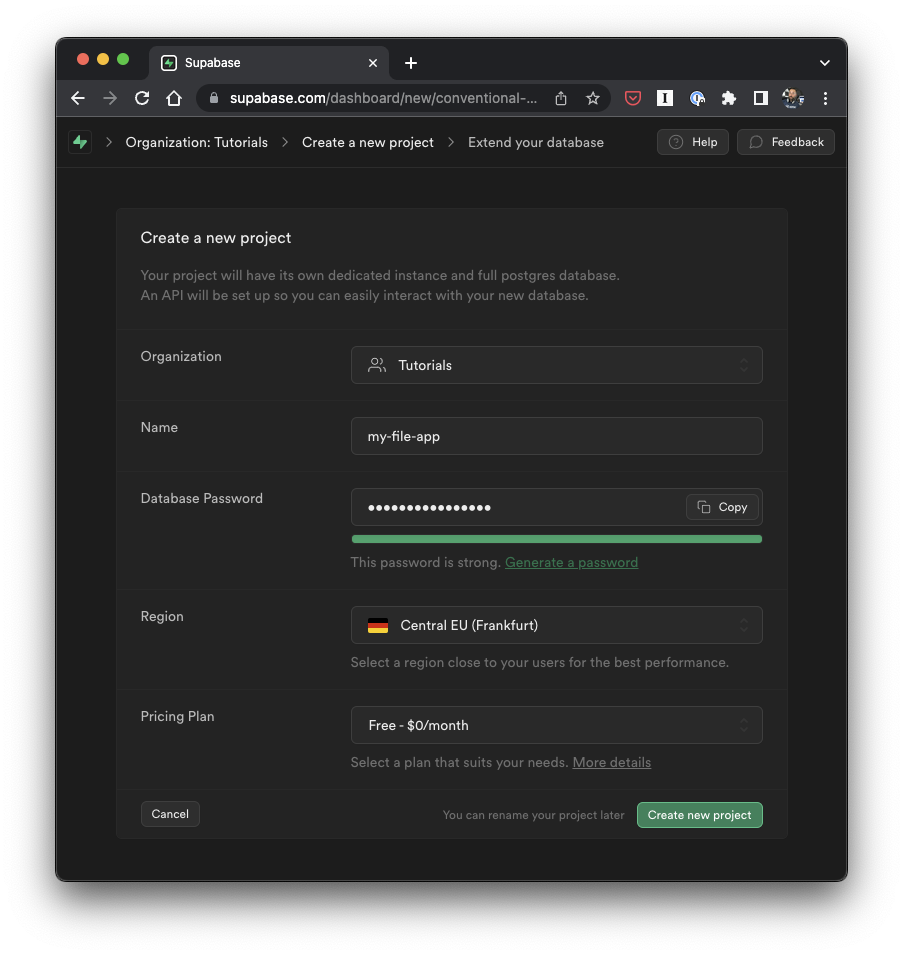 Supabase
supabase.com/dashboard/new/conventional-...
Organization: Tutorials
Create a new project
Extend your database
Help
Feedback
Create a new project
Your project will have its own dedicated instance and full postgres database.
An API will be set up so you can easily interact with your new database.
Organization
Tutorials
Name
my-file-app
Database Password
••••••••••••••••
Copy
This password is strong. Generate a password
Region
Central EU (Frankfurt)
Select a region close to your users for the best performance.
Pricing Plan
Free - $0/month
Select a plan that suits your needs. More details
Cancel
You can rename your project later
Create new project